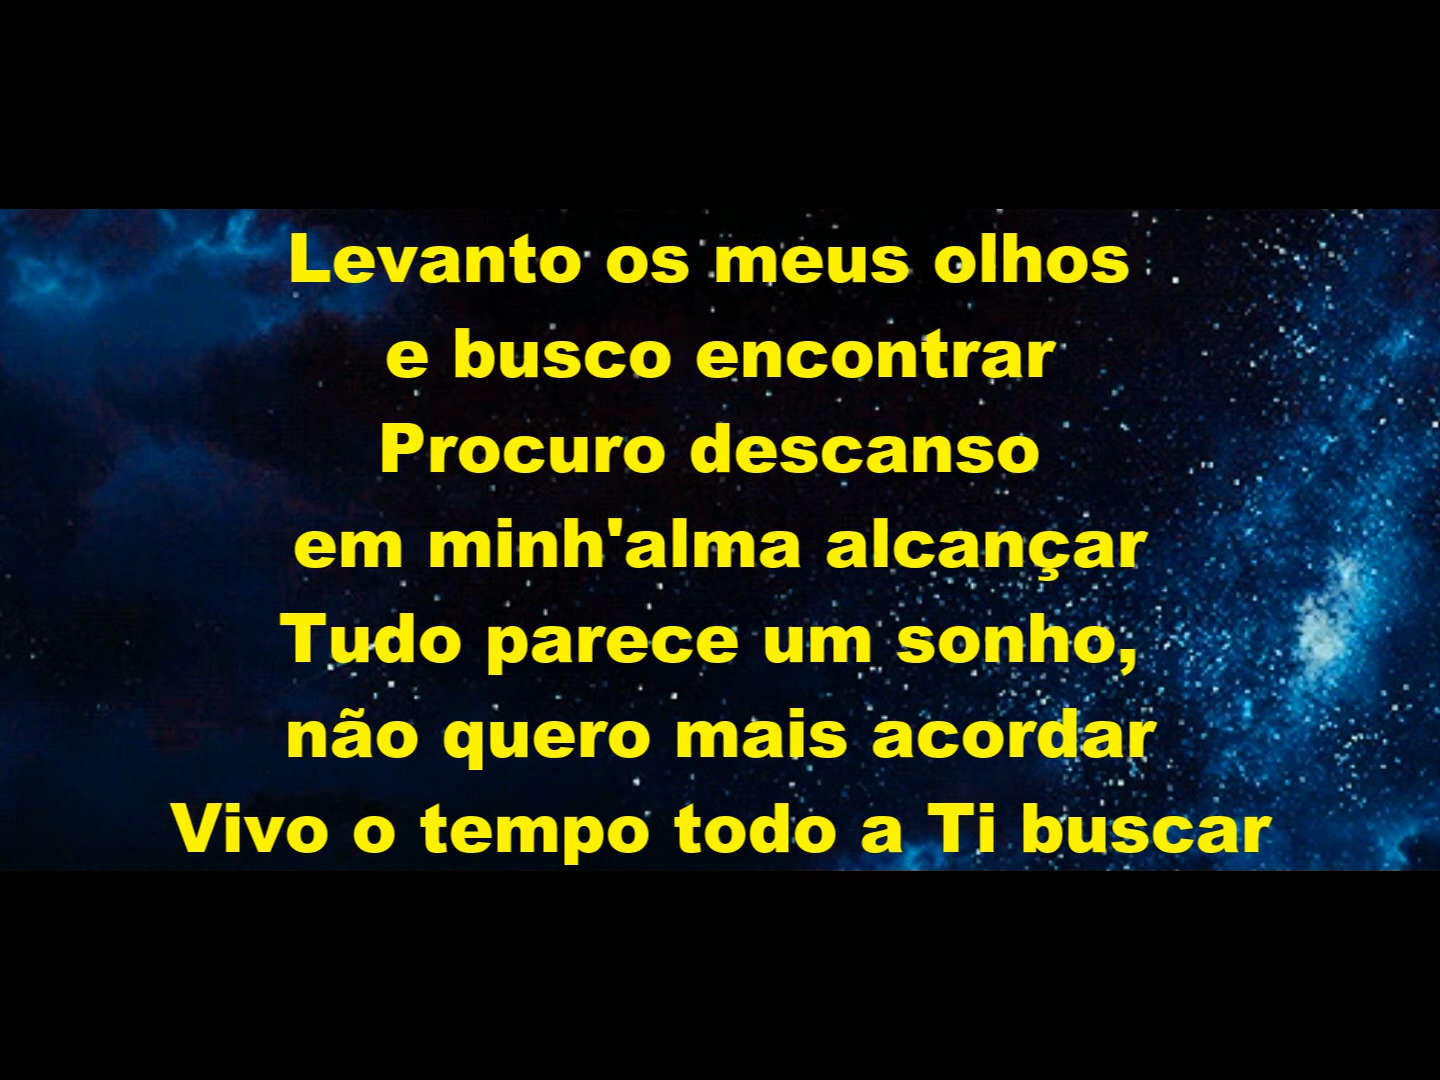 Levanto os meus olhos
e busco encontrar
Procuro descanso
em minh'alma alcançar
Tudo parece um sonho,
não quero mais acordar
Vivo o tempo todo a Ti buscar